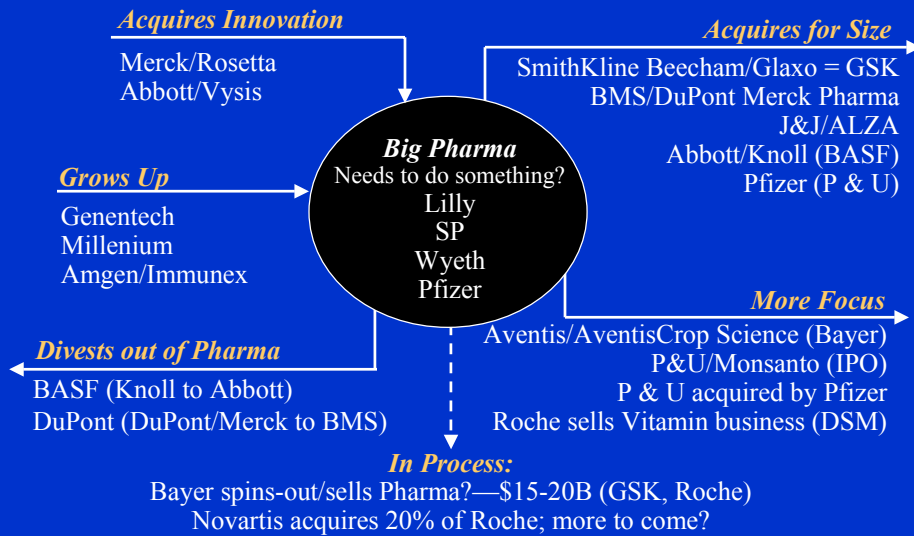 Acquires Innovation
Merck/Rosetta
Abbott/Vysis
Acquires for Size
SmithKline Beecham/Glaxo = GSK
BMS/DuPont Merck Pharma
J&J/ALZA
Abbott/Knoll (BASF)
Pfizer (P & U)
Big Pharma
Needs to do something?
Lilly
SP
Wyeth
Pfizer
Grows Up
Genentech
Millenium
Amgen/Immunex
More Focus
Aventis/AventisCrop Science (Bayer)
P&U/Monsanto (IPO)
P & U acquired by Pfizer
Roche sells Vitamin business (DSM)
Divests out of Pharma
BASF (Knoll to Abbott)
DuPont (DuPont/Merck to BMS)
In Process:
Bayer spins-out/sells Pharma?—$15-20B (GSK, Roche)
Novartis acquires 20% of Roche; more to come?